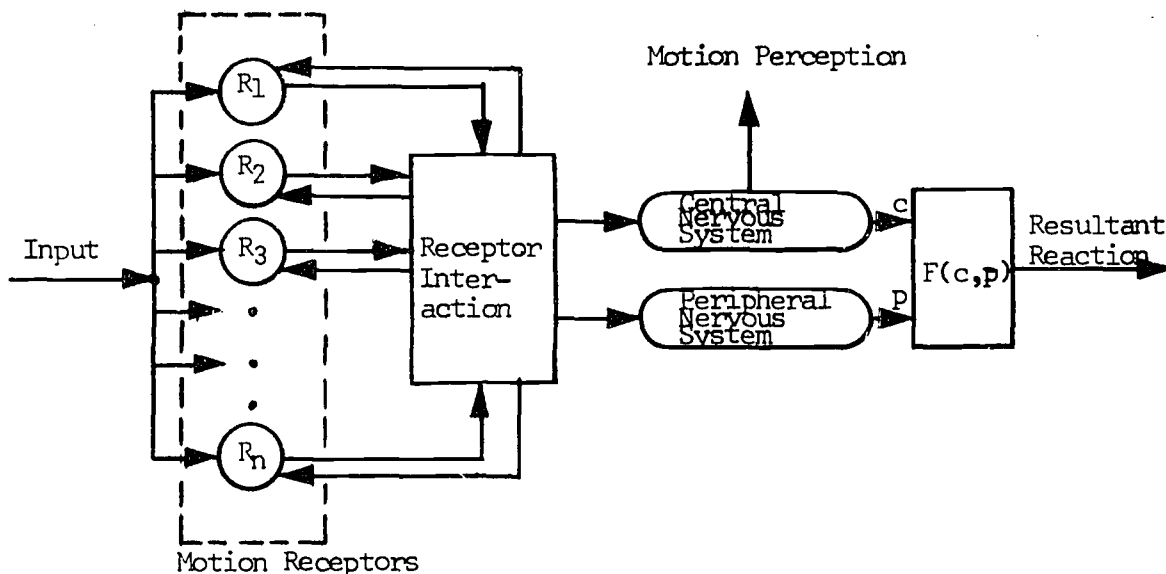 Motion Perception
R1
R2
R3
Rn
Input
Receptor
Inter-
action
Central
Nervous
System
c
Peripheral
Nervous
System
p
F(c,p)
Resultant
Reaction
Motion Receptors